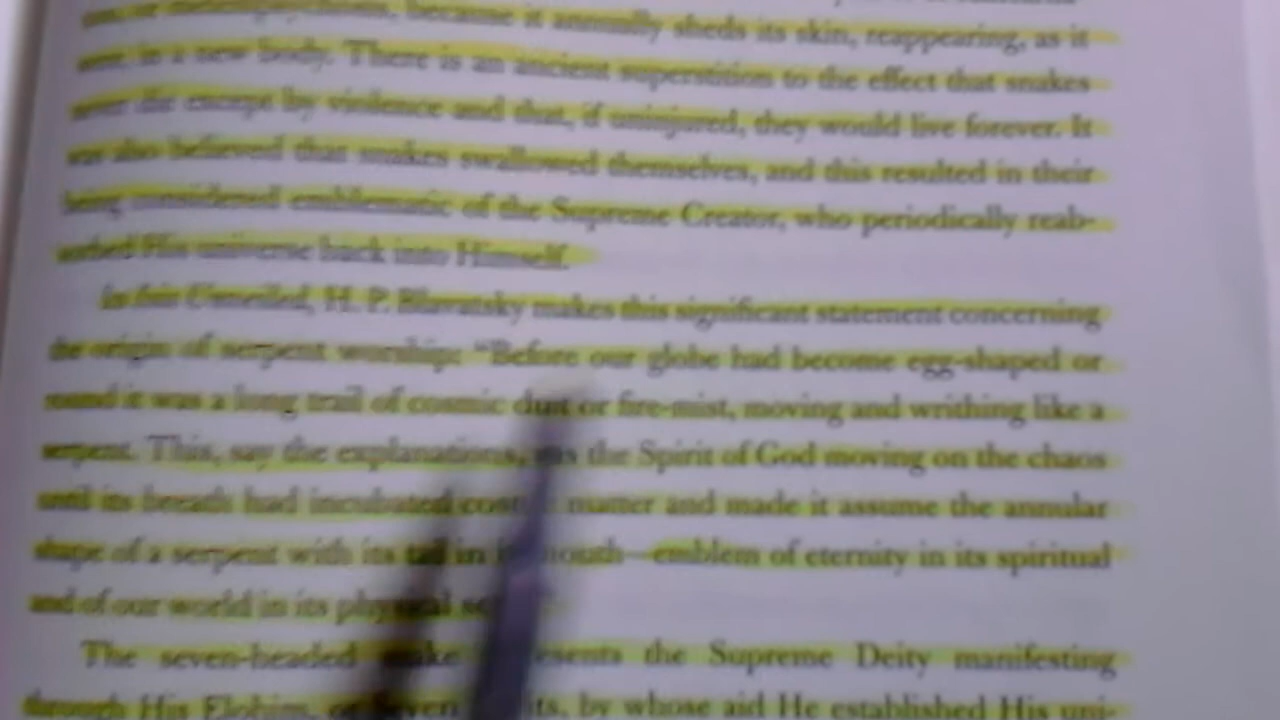 because it annually sheds its skin, reappearing, as it
in a new body. There is an ancient superstition to the effect that snakes
never die except by violence and that, if uninjured, they would live forever. It
was also believed that snakes swallowed themselves, and this resulted in their
being considered emblematic of the Supreme Creator, who periodically reab-
sorbed His universe back into Himself.
In Isis Unveiled, H. P. Blavatsky makes this significant statement concerning
the origin of serpent worship: "Before our globe had become egg-shaped or
round it was a long trail of cosmic dust or fire-mist, moving and writhing like a
serpent. This, say the explanations, was the Spirit of God moving on the chaos
until its breath had incubated cosmic matter and made it assume the annular
shape of a serpent with its tail in its mouth—emblem of eternity in its spiritual
and of our world in its physical
The seven-headed snake represents the Supreme Deity manifesting
through His Elohim, or Seven Spirits, by whose aid He established His uni-